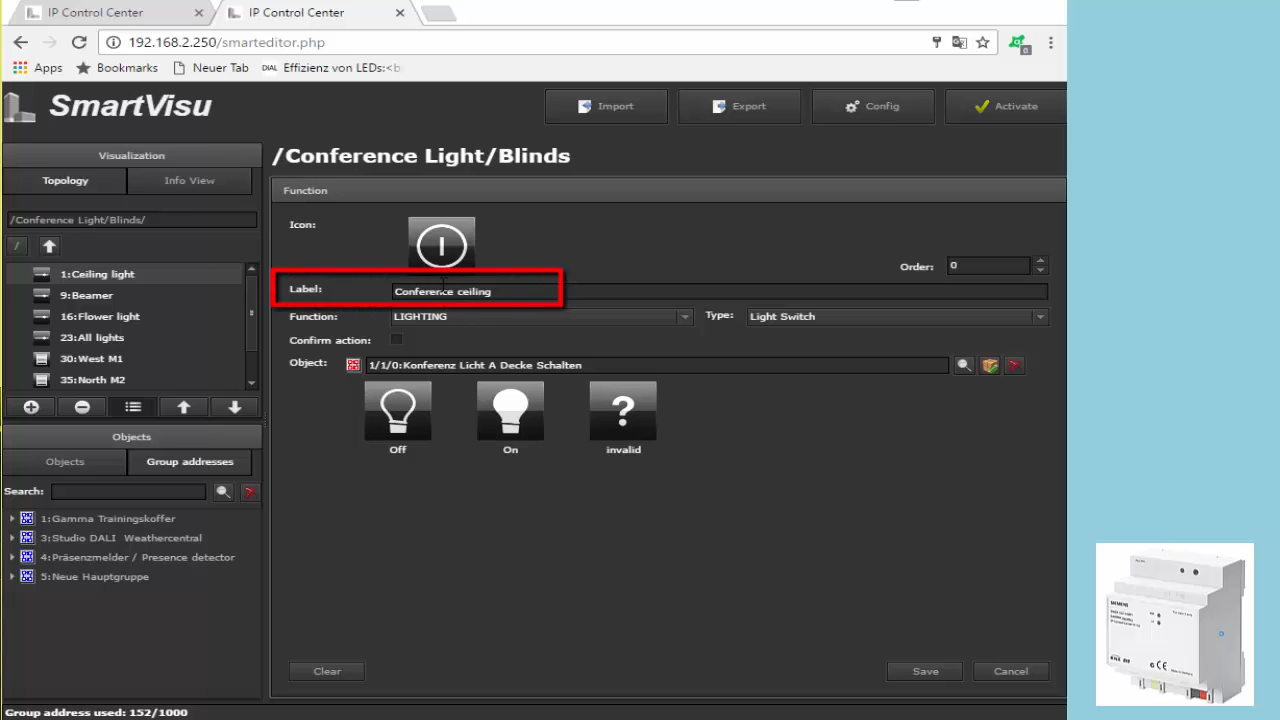 IP Control Center
IP Control Center
192.168.2.250/smarteditor.php
Apps Bookmarks Neuer Tab DIAL Effizienz von LEDs:<b
SmartVisu
Import Export Config Activate
Visualization
Topology Info View
/Conference Light/Blinds/
/
1:Ceiling light
9:Beamer
16:Flower light
23:All lights
30:West M1
35:North M2
Objects
Objects Group addresses
Search:
1:Gamma Trainingskoffer
3:Studio DALI Weathercentral
4:Präsenzmelder / Presence detector
5:Neue Hauptgruppe
/Conference Light/Blinds
Function
Icon:
Order: 0
Label: Conference ceiling
Function: LIGHTING Type: Light Switch
Confirm action:
Object: 1/1/0:Konferenz Licht A Decke Schalten
Off On invalid
?
Clear Save Cancel
Group address used: 152/1000
SIEMENS
KNX
CE